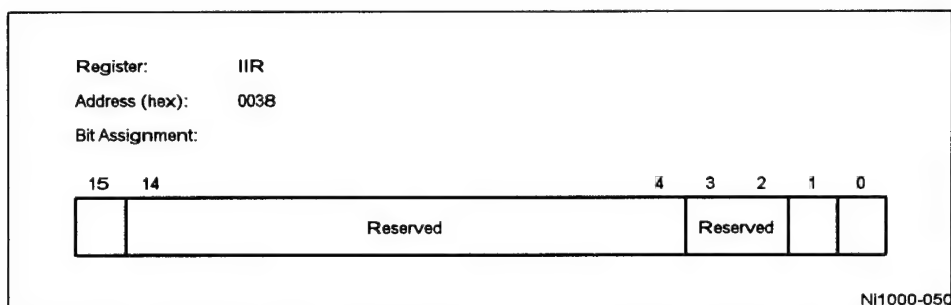 Register: IIR
Address (hex): 0038
Bit Assignment:
15 14 4 3 2 1 0
Reserved Reserved
Ni1000-050